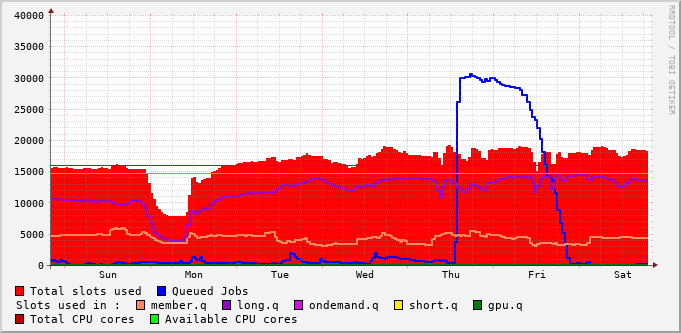 RRDTOOL / TOBI OETIKER
40000
35000
30000
25000
20000
15000
10000
5000
0
Sun Mon Tue Wed Thu Fri Sat
Total slots used Queued Jobs
Slots used in : member.q long.q ondemand.q short.q gpu.q
Total CPU cores Available CPU cores